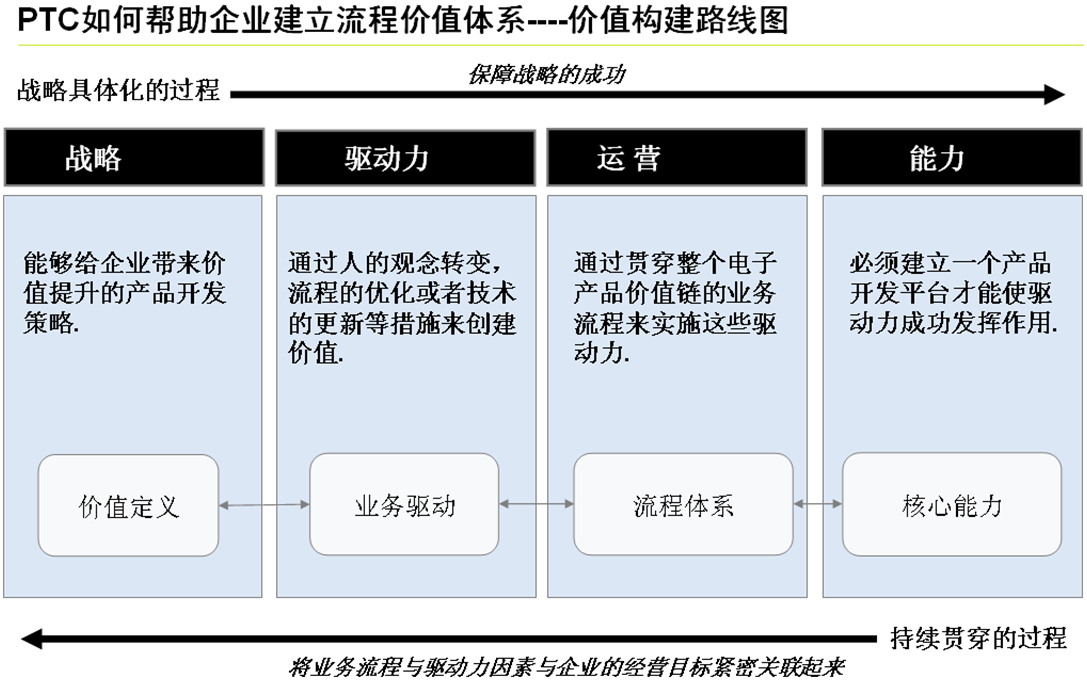 PTC如何帮助企业建立流程价值体系----价值构建路线图
保障战略的成功
战略具体化的过程
战略
驱动力
运 营
能力
能够给企业带来价
值提升的产品开发
策略.
通过人的观念转变，
流程的优化或者技术
的更新等措施来创建
价值.
通过贯穿整个电子
产品价值链的业务
流程来实施这些驱
动力.
必须建立一个产品
开发平台才能使驱
动力成功发挥作用.
价值定义
业务驱动
流程体系
核心能力
持续贯穿的过程
将业务流程与驱动力因素与企业的经营目标紧密关联起来